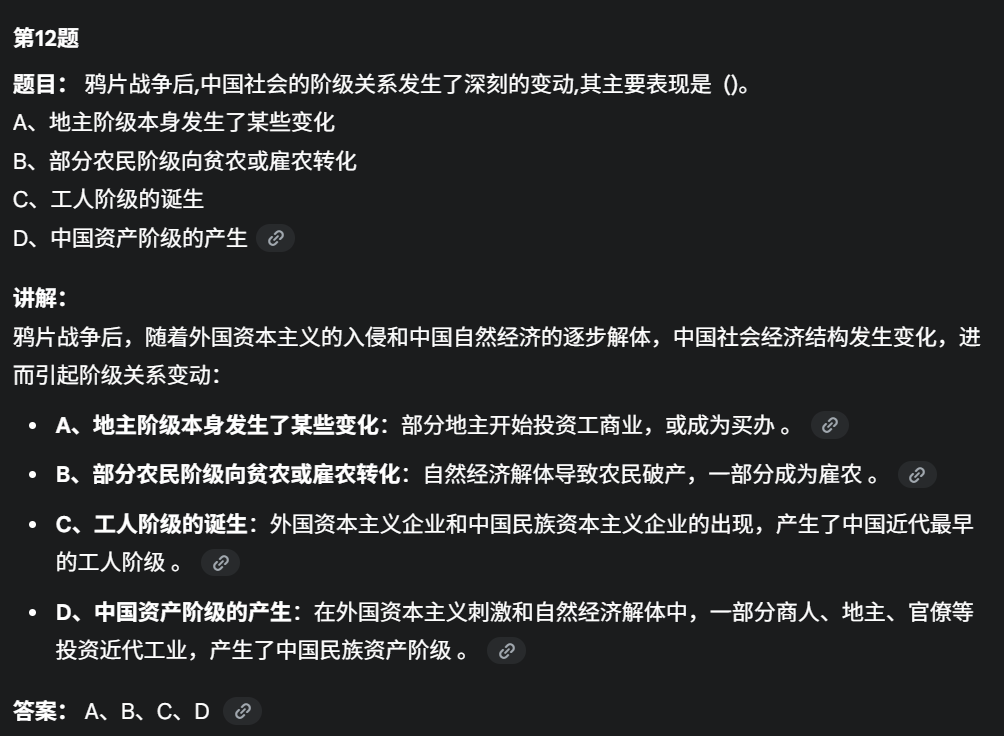 第12题
题目： 鸦片战争后,中国社会的阶级关系发生了深刻的变动,其主要表现是 ()。
A、地主阶级本身发生了某些变化
B、部分农民阶级向贫农或雇农转化
C、工人阶级的诞生
D、中国资产阶级的产生
讲解：
鸦片战争后，随着外国资本主义的入侵和中国自然经济的逐步解体，中国社会经济结构发生变化，进
而引起阶级关系变动：
• A、地主阶级本身发生了某些变化：部分地主开始投资工商业，或成为买办 。
• B、部分农民阶级向贫农或雇农转化：自然经济解体导致农民破产，一部分成为雇农 。
• C、工人阶级的诞生：外国资本主义企业和中国民族资本主义企业的出现，产生了中国近代最早
的工人阶级 。
• D、中国资产阶级的产生：在外国资本主义刺激和自然经济解体中，一部分商人、地主、官僚等
投资近代工业，产生了中国民族资产阶级 。
答案： A、B、C、D